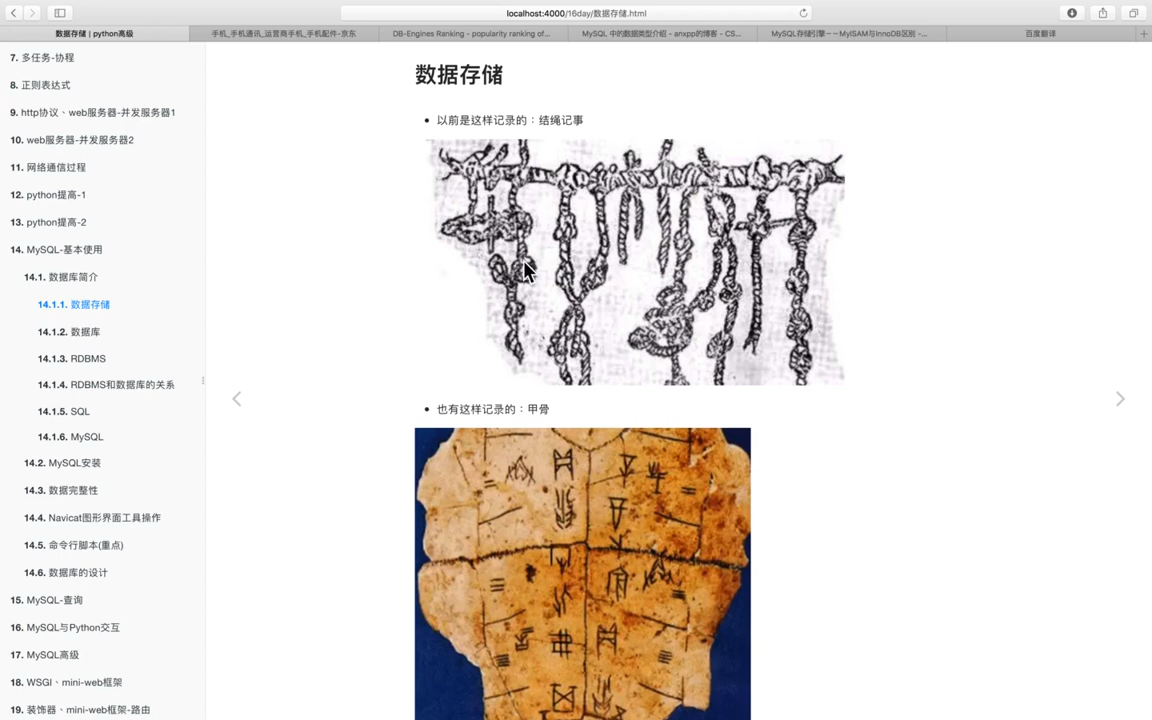 localhost:4000/16day/数据存储.html
数据存储 | python高级
手机_手机通讯_运营商手机_手机配件-京东
DB-Engines Ranking - popularity ranking of...
MySQL 中的数据类型介绍 - anxpp的博客 - CS...
MySQL存储引擎－－MyISAM与InnoDB区别 -...
百度翻译
7. 多任务-协程
8. 正则表达式
9. http协议、web服务器-并发服务器1
10. web服务器-并发服务器2
11. 网络通信过程
12. python提高-1
13. python提高-2
14. MySQL-基本使用
14.1. 数据库简介
14.1.1. 数据存储
14.1.2. 数据库
14.1.3. RDBMS
14.1.4. RDBMS和数据库的关系
14.1.5. SQL
14.1.6. MySQL
14.2. MySQL安装
14.3. 数据完整性
14.4. Navicat图形界面工具操作
14.5. 命令行脚本(重点)
14.6. 数据库的设计
15. MySQL-查询
16. MySQL与Python交互
17. MySQL高级
18. WSGI、mini-web框架
19. 装饰器、mini-web框架-路由
数据存储
以前是这样记录的：结绳记事
也有这样记录的：甲骨